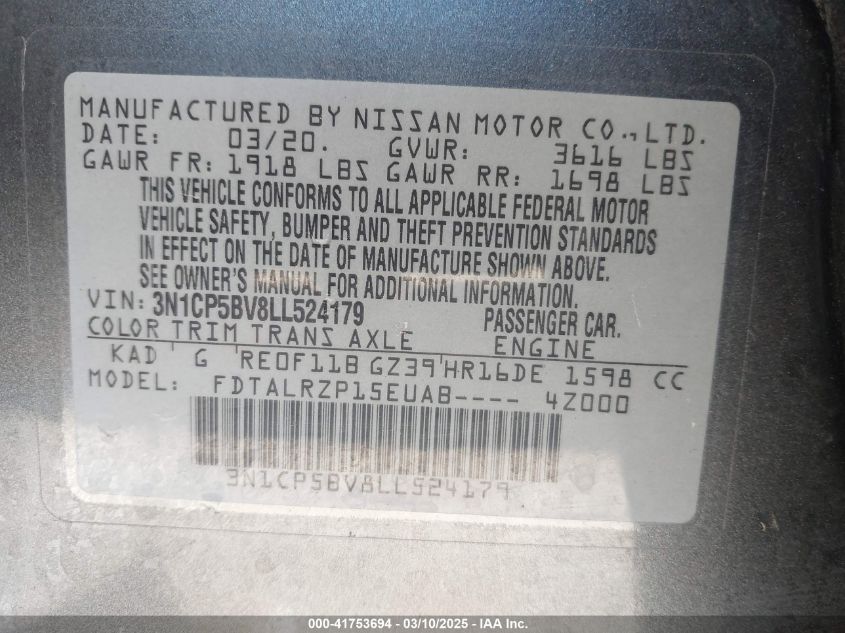 MANUFACTURED BY NISSAN MOTOR CO.,LTD.
DATE: 03/20. GVWR: 3616 LBS
GAWR FR: 1918 LBS GAWR RR: 1698 LBS
THIS VEHICLE CONFORMS TO ALL APPLICABLE FEDERAL MOTOR
VEHICLE SAFETY, BUMPER AND THEFT PREVENTION STANDARDS
IN EFFECT ON THE DATE OF MANUFACTURE SHOWN ABOVE.
SEE OWNER'S MANUAL FOR ADDITIONAL INFORMATION.
VIN: 3N1CP5BV8LL524179 PASSENGER CAR.
COLOR TRIM TRANS AXLE ENGINE
KAD G RE0F11B GZ39 HR16DE 1598 CC
MODEL: FDTALRZP15EUAB---- 4Z000
3N1CP5BV8LL524179
000-41753694 - 03/10/2025 - IAA Inc.